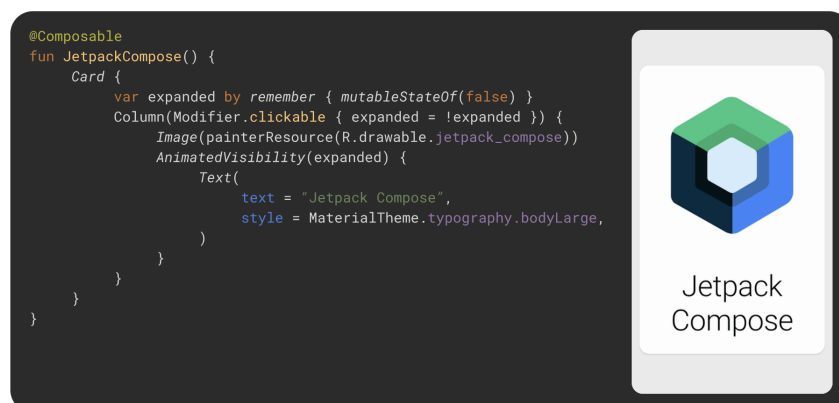 @Composable
fun JetpackCompose() {
Card {
var expanded by remember { mutableStateOf(false) }
Column(Modifier.clickable { expanded = !expanded }) {
Image(painterResource(R.drawable.jetpack_compose))
AnimatedVisibility(expanded) {
Text(
text = "Jetpack Compose",
style = MaterialTheme.typography.bodyLarge,
)
}
}
}
}
Jetpack
Compose